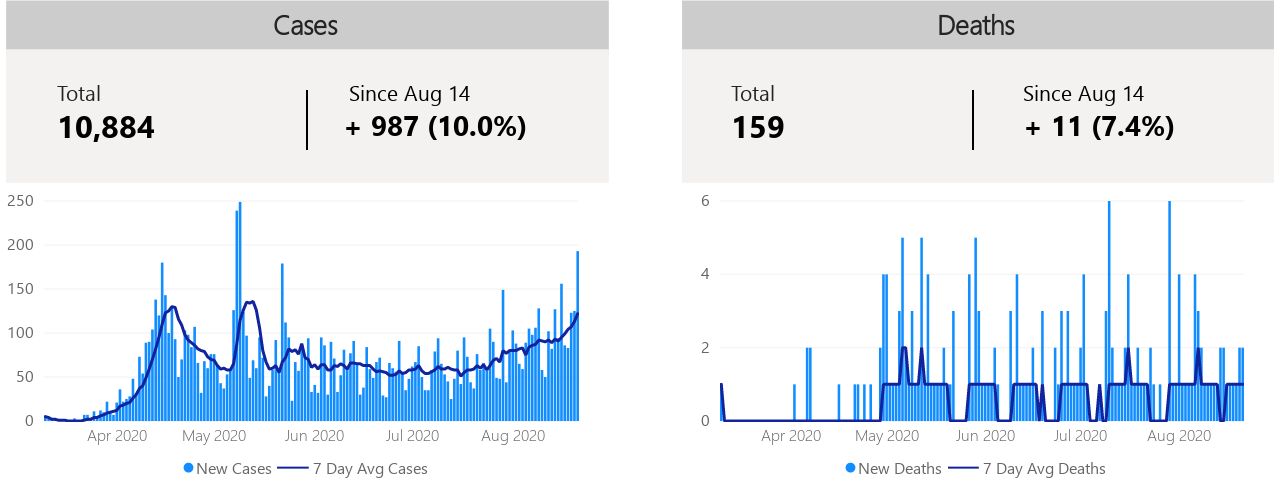 Cases
Total
10,884
Since Aug 14
+ 987 (10.0%)
250
200
150
100
50
0
Apr 2020 May 2020 Jun 2020 Jul 2020 Aug 2020
New Cases 7 Day Avg Cases
Deaths
Total
159
Since Aug 14
+ 11 (7.4%)
6
4
2
0
Apr 2020 May 2020 Jun 2020 Jul 2020 Aug 2020
New Deaths 7 Day Avg Deaths